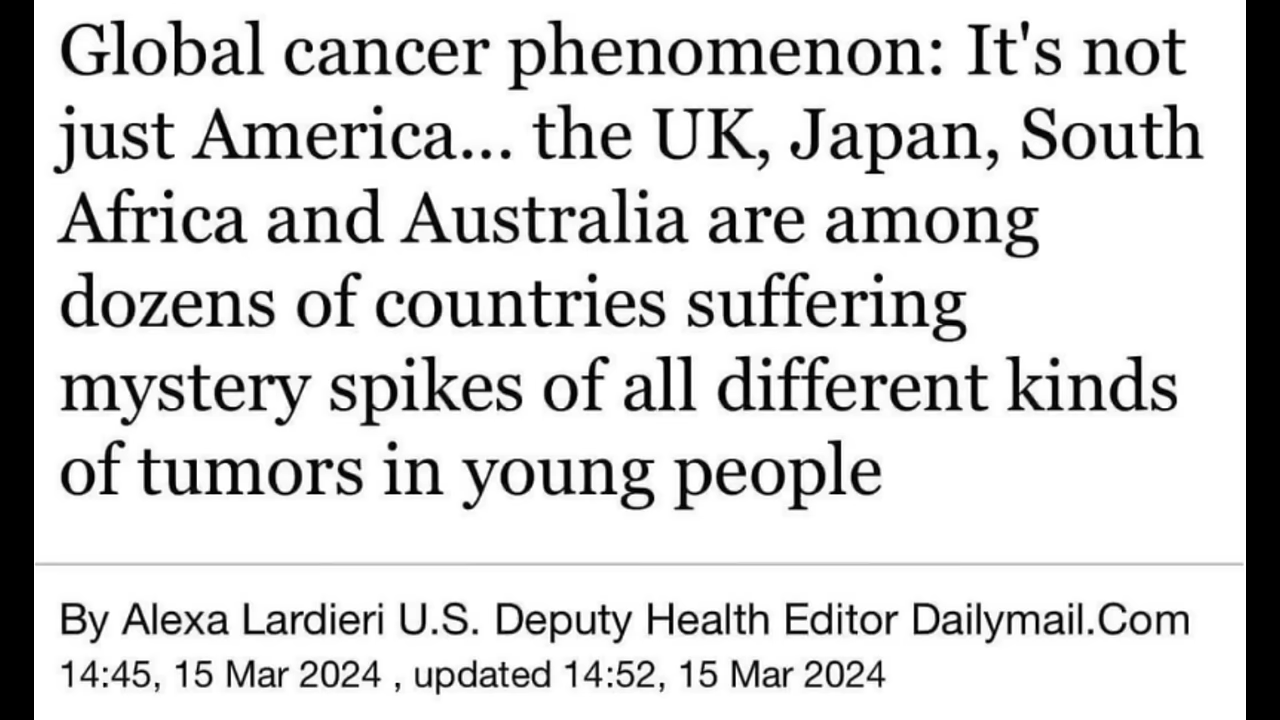 Global cancer phenomenon: It's not
just America... the UK, Japan, South
Africa and Australia are among
dozens of countries suffering
mystery spikes of all different kinds
of tumors in young people
By Alexa Lardieri U.S. Deputy Health Editor Dailymail.Com
14:45, 15 Mar 2024 , updated 14:52, 15 Mar 2024